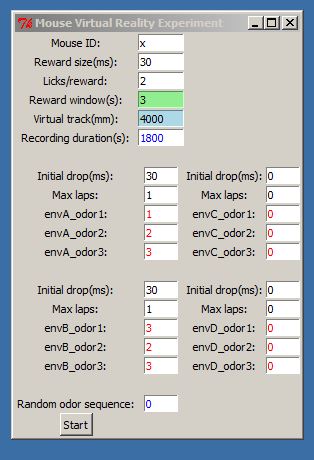 Mouse Virtual Reality Experiment
Mouse ID: x
Reward size(ms): 30
Licks/reward: 2
Reward window(s): 3
Virtual track(mm): 4000
Recording duration(s): 1800
Initial drop(ms): 30 Initial drop(ms): 0
Max laps: 1 Max laps: 0
envA_odor1: 1 envC_odor1: 0
envA_odor2: 2 envC_odor2: 0
envA_odor3: 3 envC_odor3: 0
Initial drop(ms): 30 Initial drop(ms): 0
Max laps: 1 Max laps: 0
envB_odor1: 3 envD_odor1: 0
envB_odor2: 2 envD_odor2: 0
envB_odor3: 3 envD_odor3: 0
Random odor sequence: 0
Start